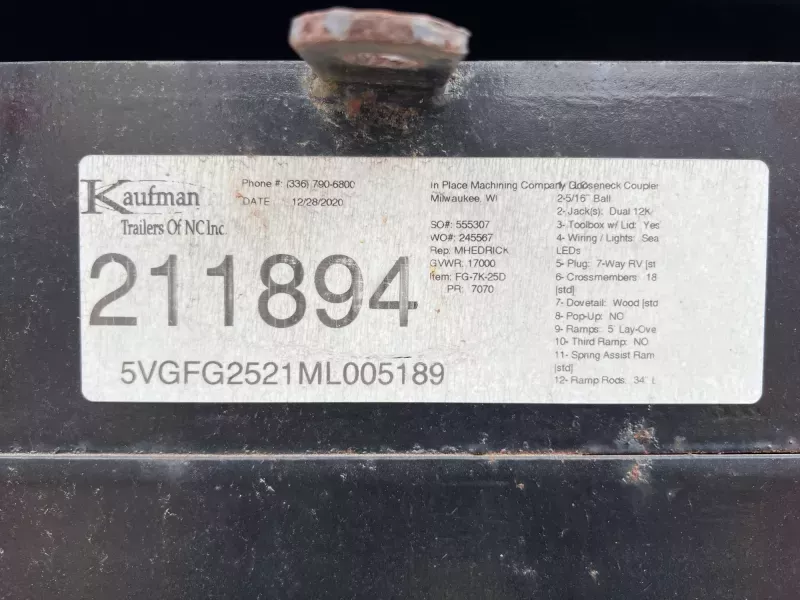 Kaufman
Trailers Of NC Inc.
Phone #: (336) 790-6800
DATE 12/28/2020
211894
5VGFG2521ML005189
In Place Machining Company
Milwaukee, WI
SO#: 555307
WO#: 245567
Rep: MHEDRICK
GVWR: 17000
Item: FG-7K-25D
PR: 7070
Gooseneck Coupler
2-5/16" Ball
2- Jack(s): Dual 12K
3- Toolbox w/ Lid: Yes
4- Wiring / Lights: Sea
LEDs
5- Plug: 7-Way RV [st
6- Crossmembers: 18
[std]
7- Dovetail: Wood [std
8- Pop-Up: NO
9- Ramps: 5 Lay-Ove
10- Third Ramp: NO
11- Spring Assist Ram
[std]
12- Ramp Rods: 34"